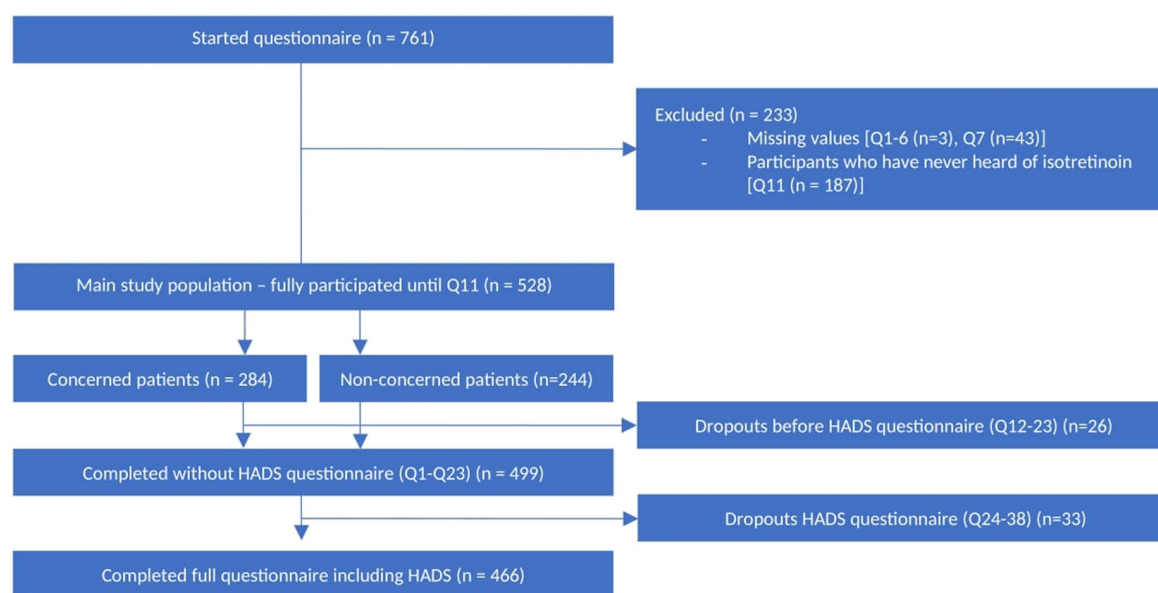 Started questionnaire (n = 761)
Excluded (n = 233)
- Missing values [Q1-6 (n=3), Q7 (n=43)]
- Participants who have never heard of isotretinoin
[Q11 (n = 187)]
Main study population – fully participated until Q11 (n = 528)
Concerned patients (n = 284)
Non-concerned patients (n=244)
Dropouts before HADS questionnaire (Q12-23) (n=26)
Completed without HADS questionnaire (Q1-Q23) (n = 499)
Dropouts HADS questionnaire (Q24-38) (n=33)
Completed full questionnaire including HADS (n = 466)